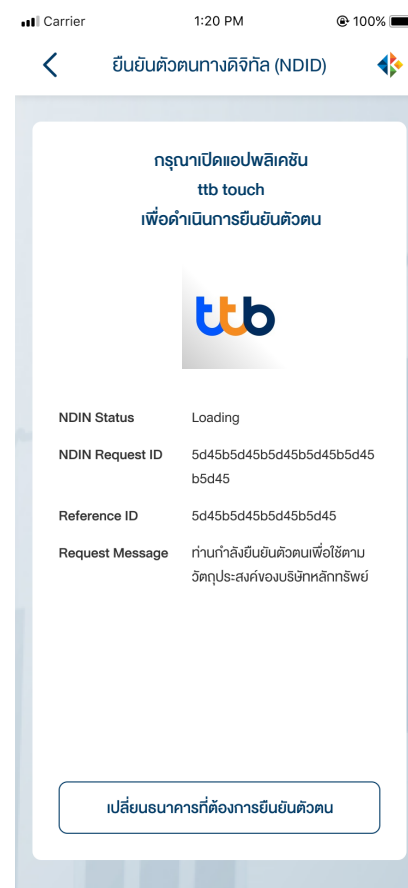 Carrier 1:20 PM 100%
ยืนยันตัวตนทางดิจิทัล (NDID)
กรุณาเปิดแอปพลิเคชัน
ttb touch
เพื่อดำเนินการยืนยันตัวตน
ttb
NDIN Status Loading
NDIN Request ID 5d45b5d45b5d45b5d45b5d45
b5d45
Reference ID 5d45b5d45b5d45b5d45
Request Message ท่านกำลังยืนยันตัวตนเพื่อใช้ตาม
วัตถุประสงค์ของบริษัทหลักทรัพย์
เปลี่ยนธนาคารที่ต้องการยืนยันตัวตน